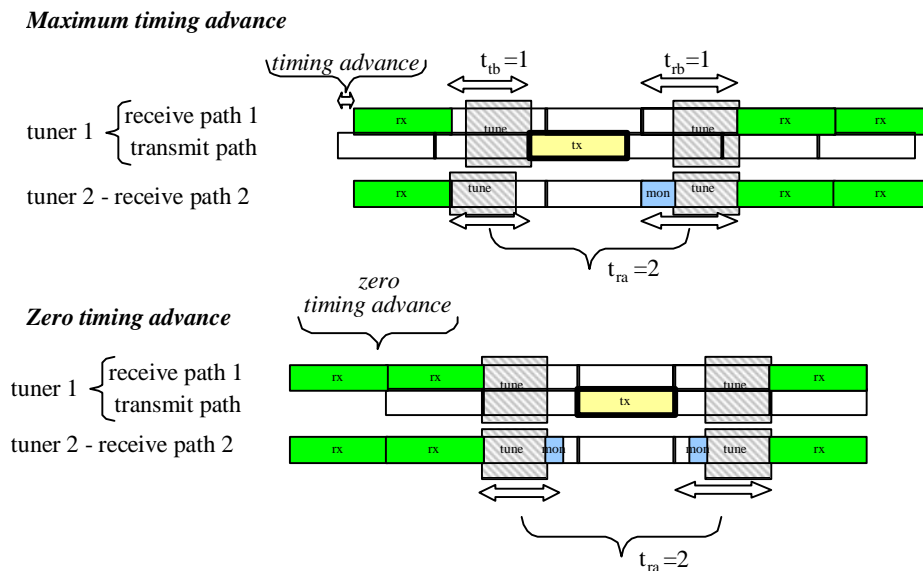 Maximum timing advance
timing advance
t_tb =1
t_rb =1
tuner 1
receive path 1
transmit path
rx
tune
tune
rx
rx
tx
tuner 2 - receive path 2
rx
tune
mon
tune
rx
rx
t_ra =2
zero
timing advance
Zero timing advance
tuner 1
receive path 1
transmit path
rx
rx
tune
tune
rx
tx
tuner 2 - receive path 2
rx
rx
tune
mon
mon
tune
rx
t_ra =2